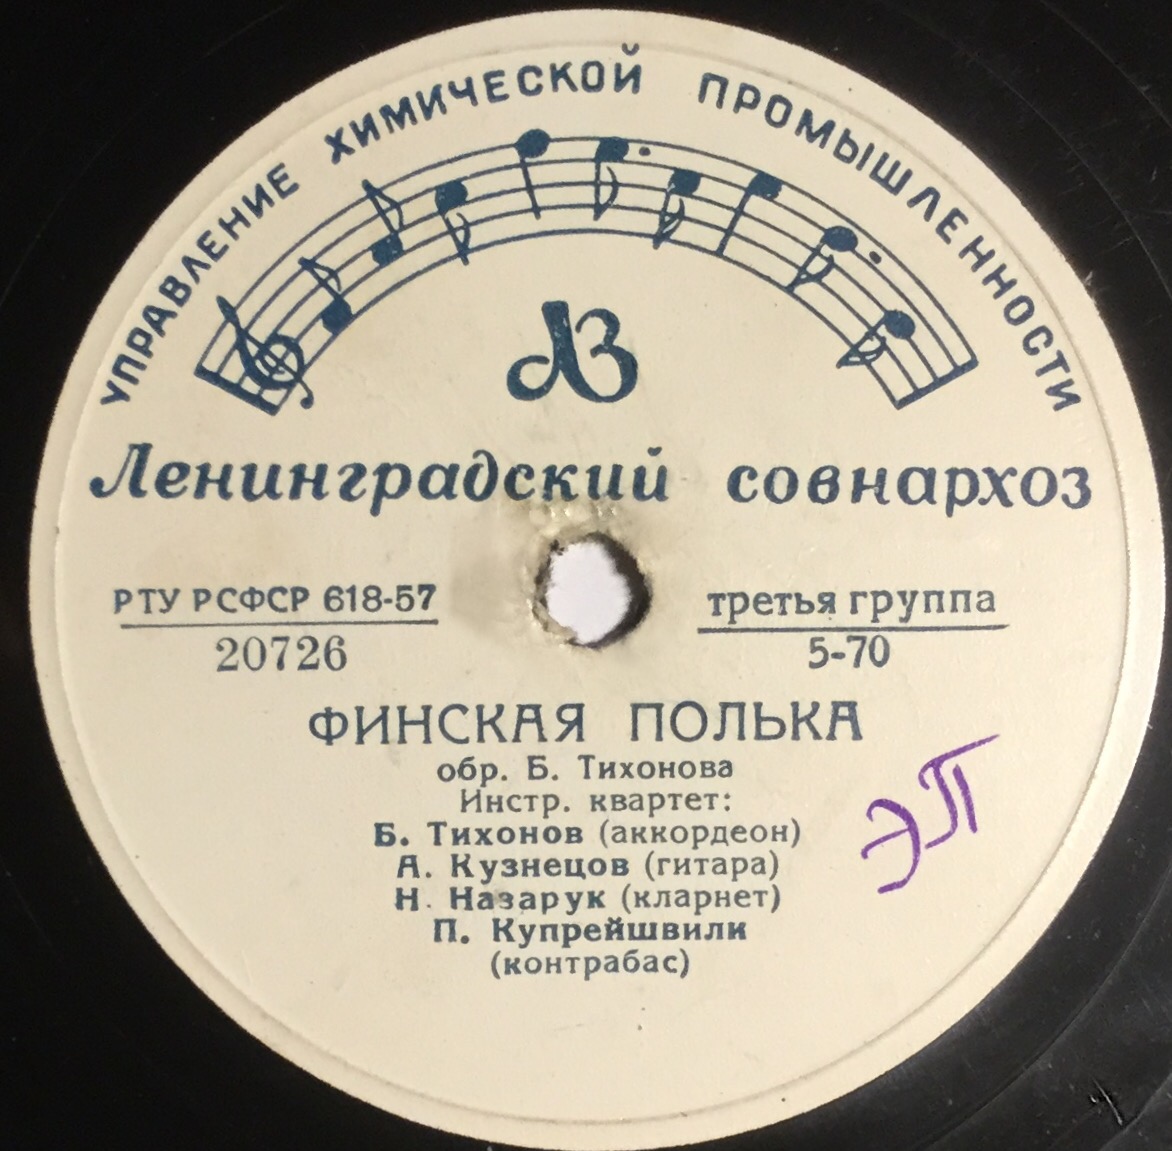 УПРАВЛЕНИЕ ХИМИЧЕСКОЙ ПРОМЫШЛЕННОСТИ
ЛЗ
Ленинградский совнархоз
РТУ РСФСР 618-57
20726
третья группа
5-70
ФИНСКАЯ ПОЛЬКА
обр. Б. Тихонова
Инстр. квартет:
Б. Тихонов (аккордеон)
А. Кузнецов (гитара)
Н. Назарук (кларнет)
П. Купрейшвили
(контрабас)
ЭП